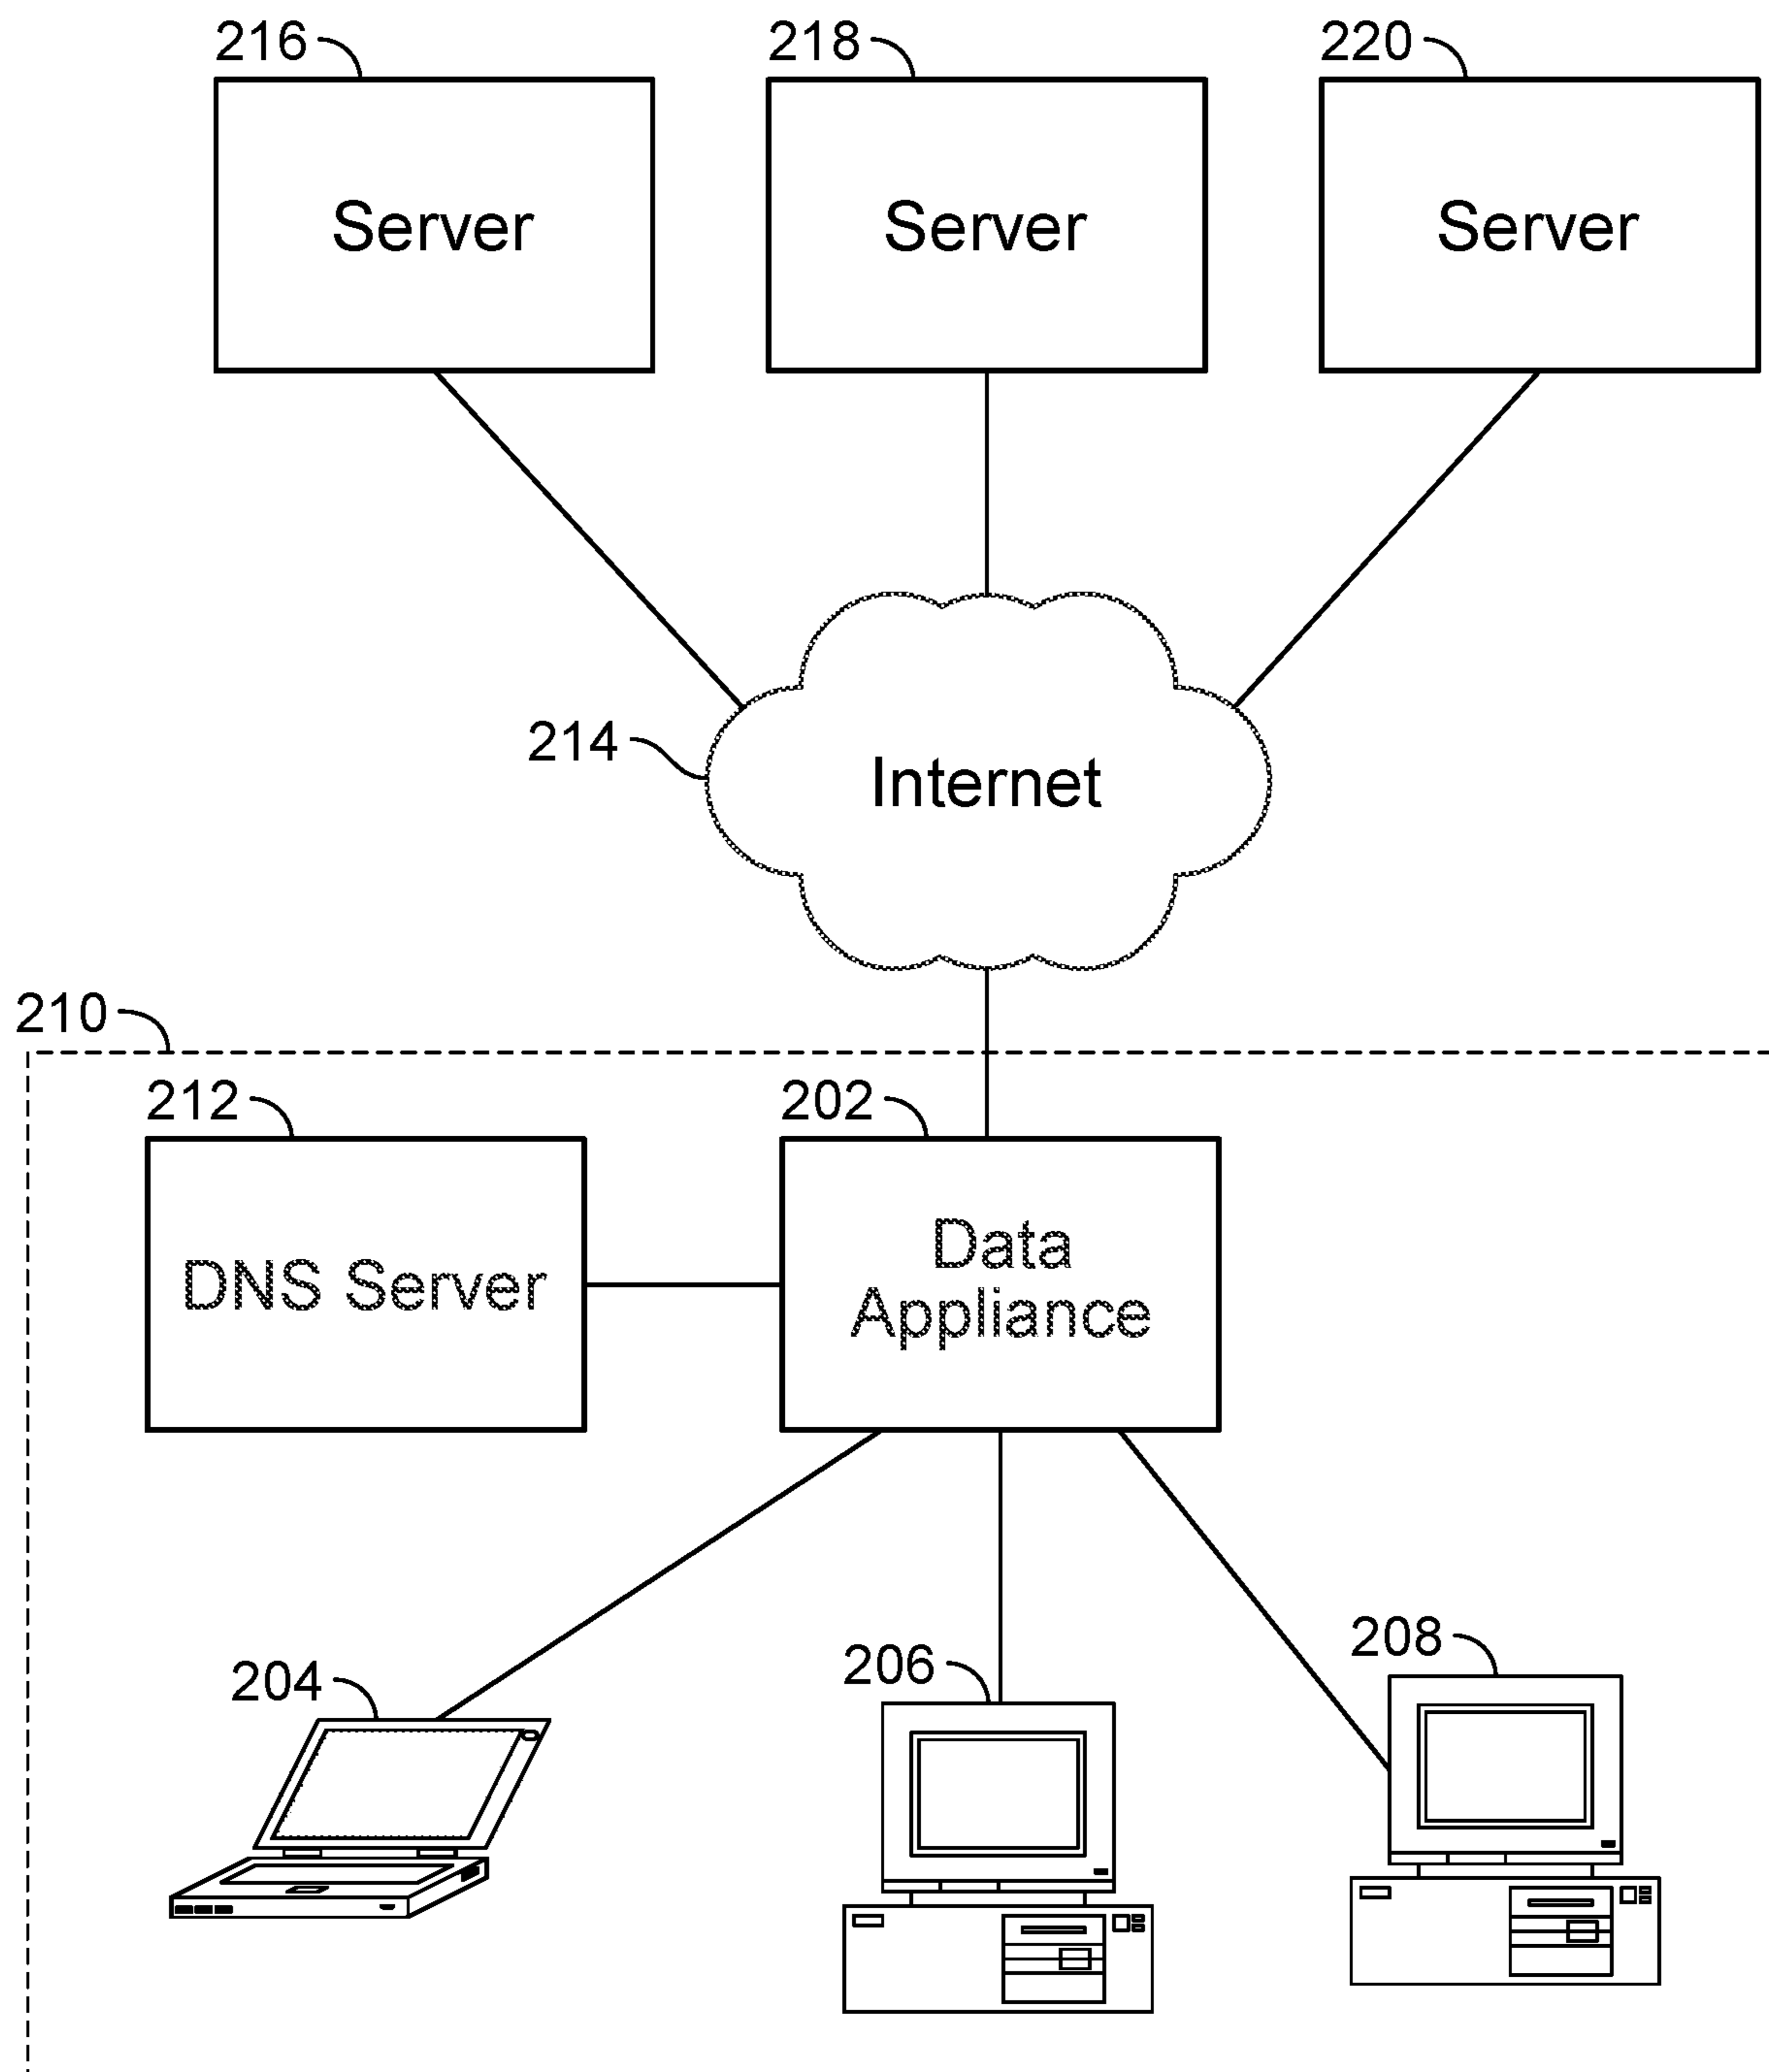 216
218
220
Server
Server
Server
214
Internet
210
212
202
DNS Server
Data
Appliance
204
206
208